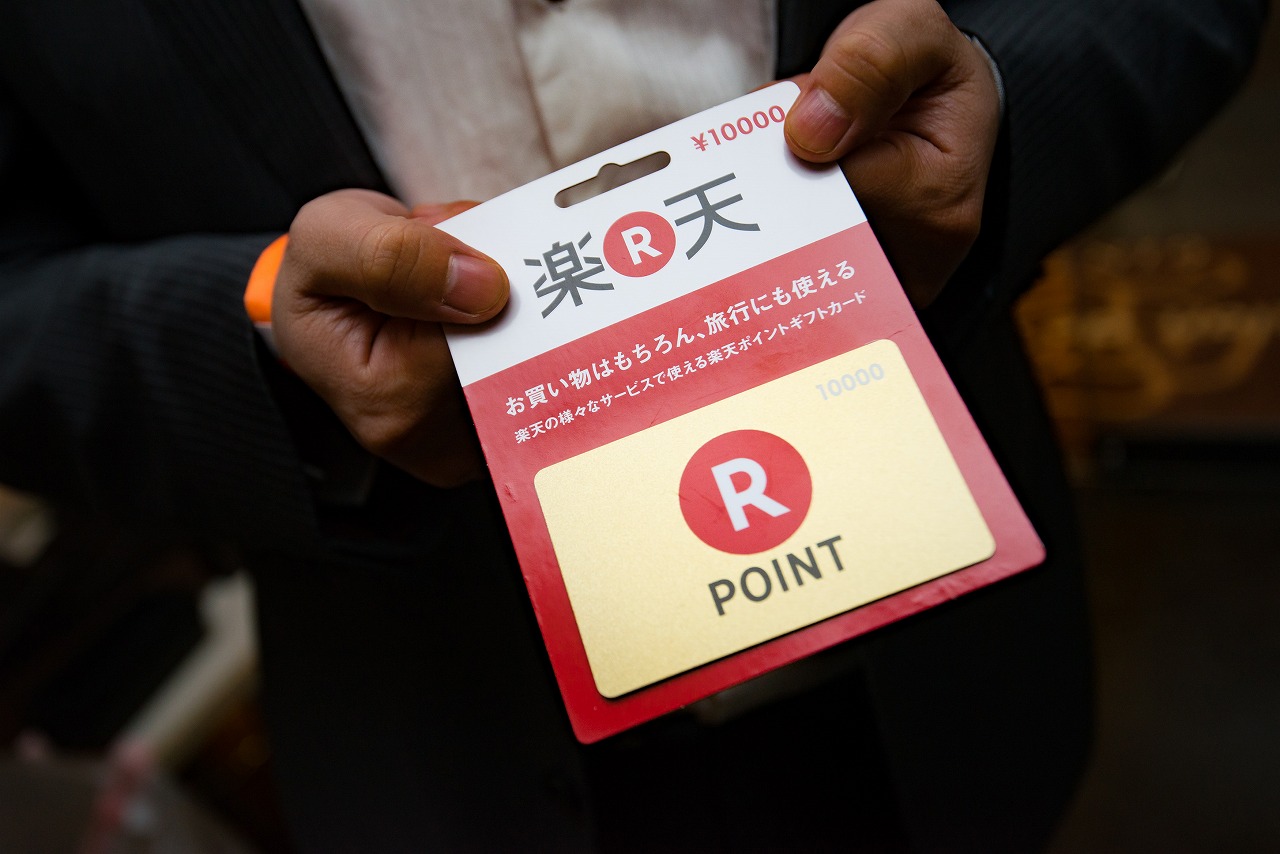 ¥10000
楽R天
お買い物はもちろん、旅行にも使える
楽天の様々なサービスで使える楽天ポイントギフトカード
10000
R
POINT